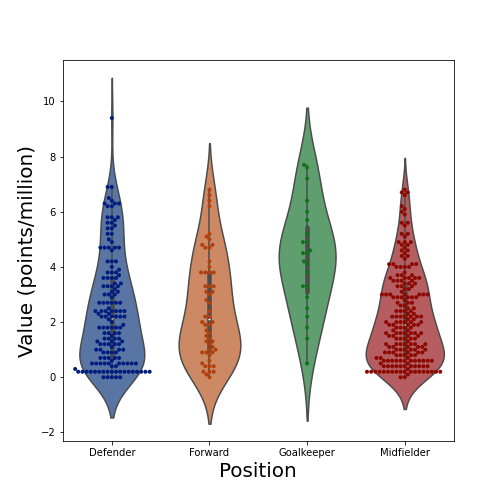 Value (points/million)
10
8
6
4
2
0
−2
Defender Forward Goalkeeper Midfielder
Position